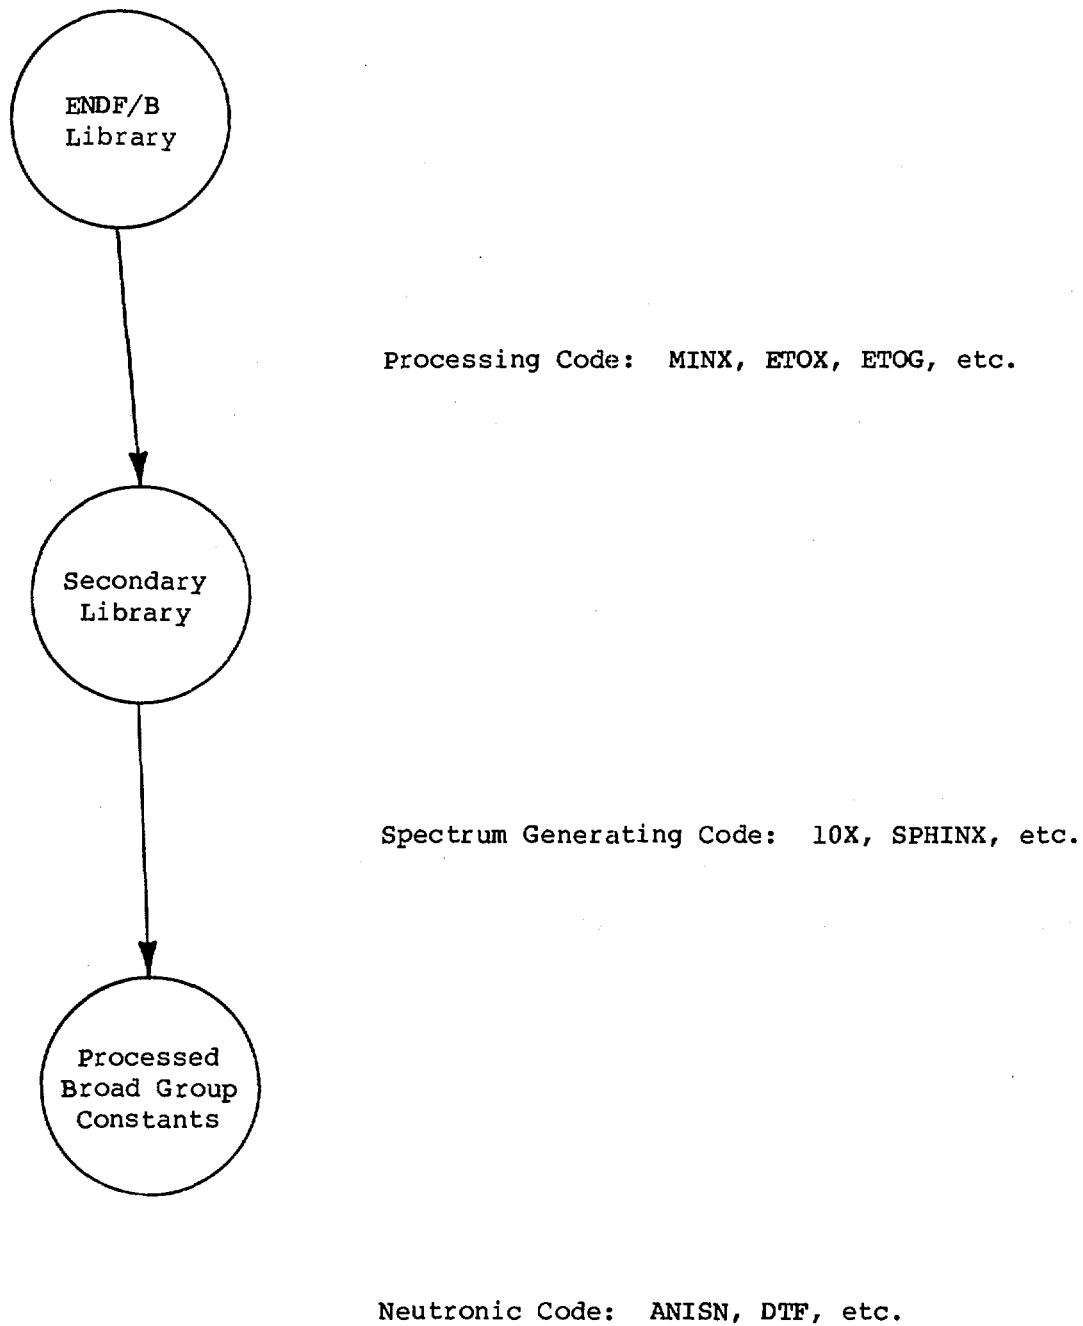 ENDF/B
Library
Processing Code: MINX, ETOX, ETOG, etc.
Secondary
Library
Spectrum Generating Code: 1DX, SPHINX, etc.
Processed
Broad Group
Constants
Neutronic Code: ANISN, DTF, etc.